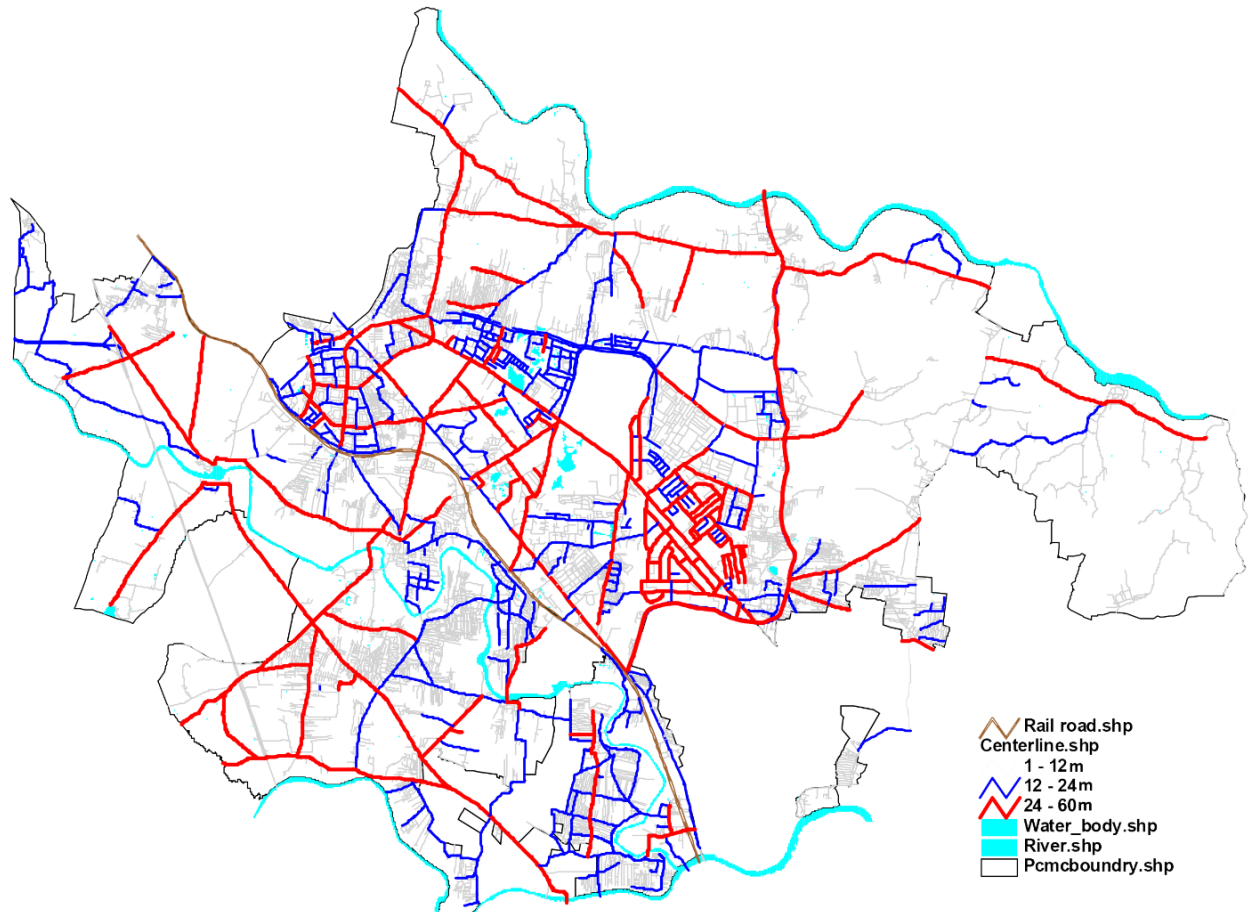 Rail road.shp
Centerline.shp
1 - 12m
12 - 24m
24 - 60m
Water_body.shp
River.shp
Pcmcboundry.shp